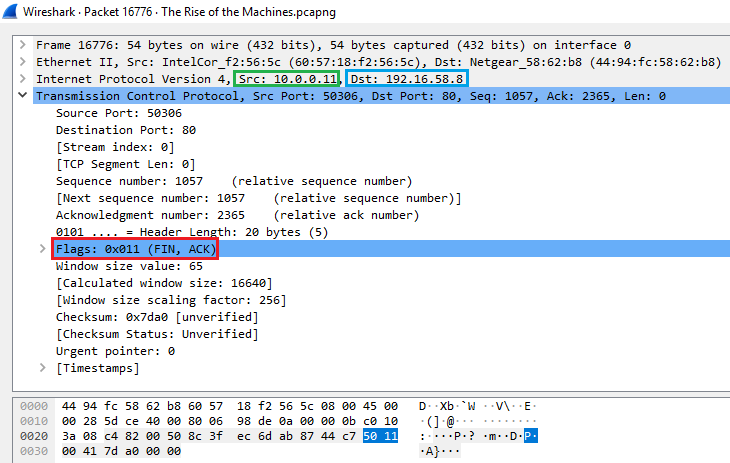 Wireshark · Packet 16776 · The Rise of the Machines.pcapng
Frame 16776: 54 bytes on wire (432 bits), 54 bytes captured (432 bits) on interface 0
Ethernet II, Src: IntelCor_f2:56:5c (60:57:18:f2:56:5c), Dst: Netgear_58:62:b8 (44:94:fc:58:62:b8)
Internet Protocol Version 4, Src: 10.0.0.11, Dst: 192.16.58.8
Transmission Control Protocol, Src Port: 50306, Dst Port: 80, Seq: 1057, Ack: 2365, Len: 0
Source Port: 50306
Destination Port: 80
[Stream index: 0]
[TCP Segment Len: 0]
Sequence number: 1057 (relative sequence number)
[Next sequence number: 1057 (relative sequence number)]
Acknowledgment number: 2365 (relative ack number)
0101 .... = Header Length: 20 bytes (5)
Flags: 0x011 (FIN, ACK)
Window size value: 65
[Calculated window size: 16640]
[Window size scaling factor: 256]
Checksum: 0x7da0 [unverified]
[Checksum Status: Unverified]
Urgent pointer: 0
[Timestamps]
0000 44 94 fc 58 62 b8 60 57 18 f2 56 5c 08 00 45 00 D··Xb·`W ··V\··E·
0010 00 28 5d ce 40 00 80 06 98 de 0a 00 00 0b c0 10 ·(]·@··· ········
0020 3a 08 c4 82 00 50 8c 3f ec 6d ab 87 44 c7 50 11 :····P·? ·m··D·P·
0030 00 41 7d a0 00 00 ·A}···